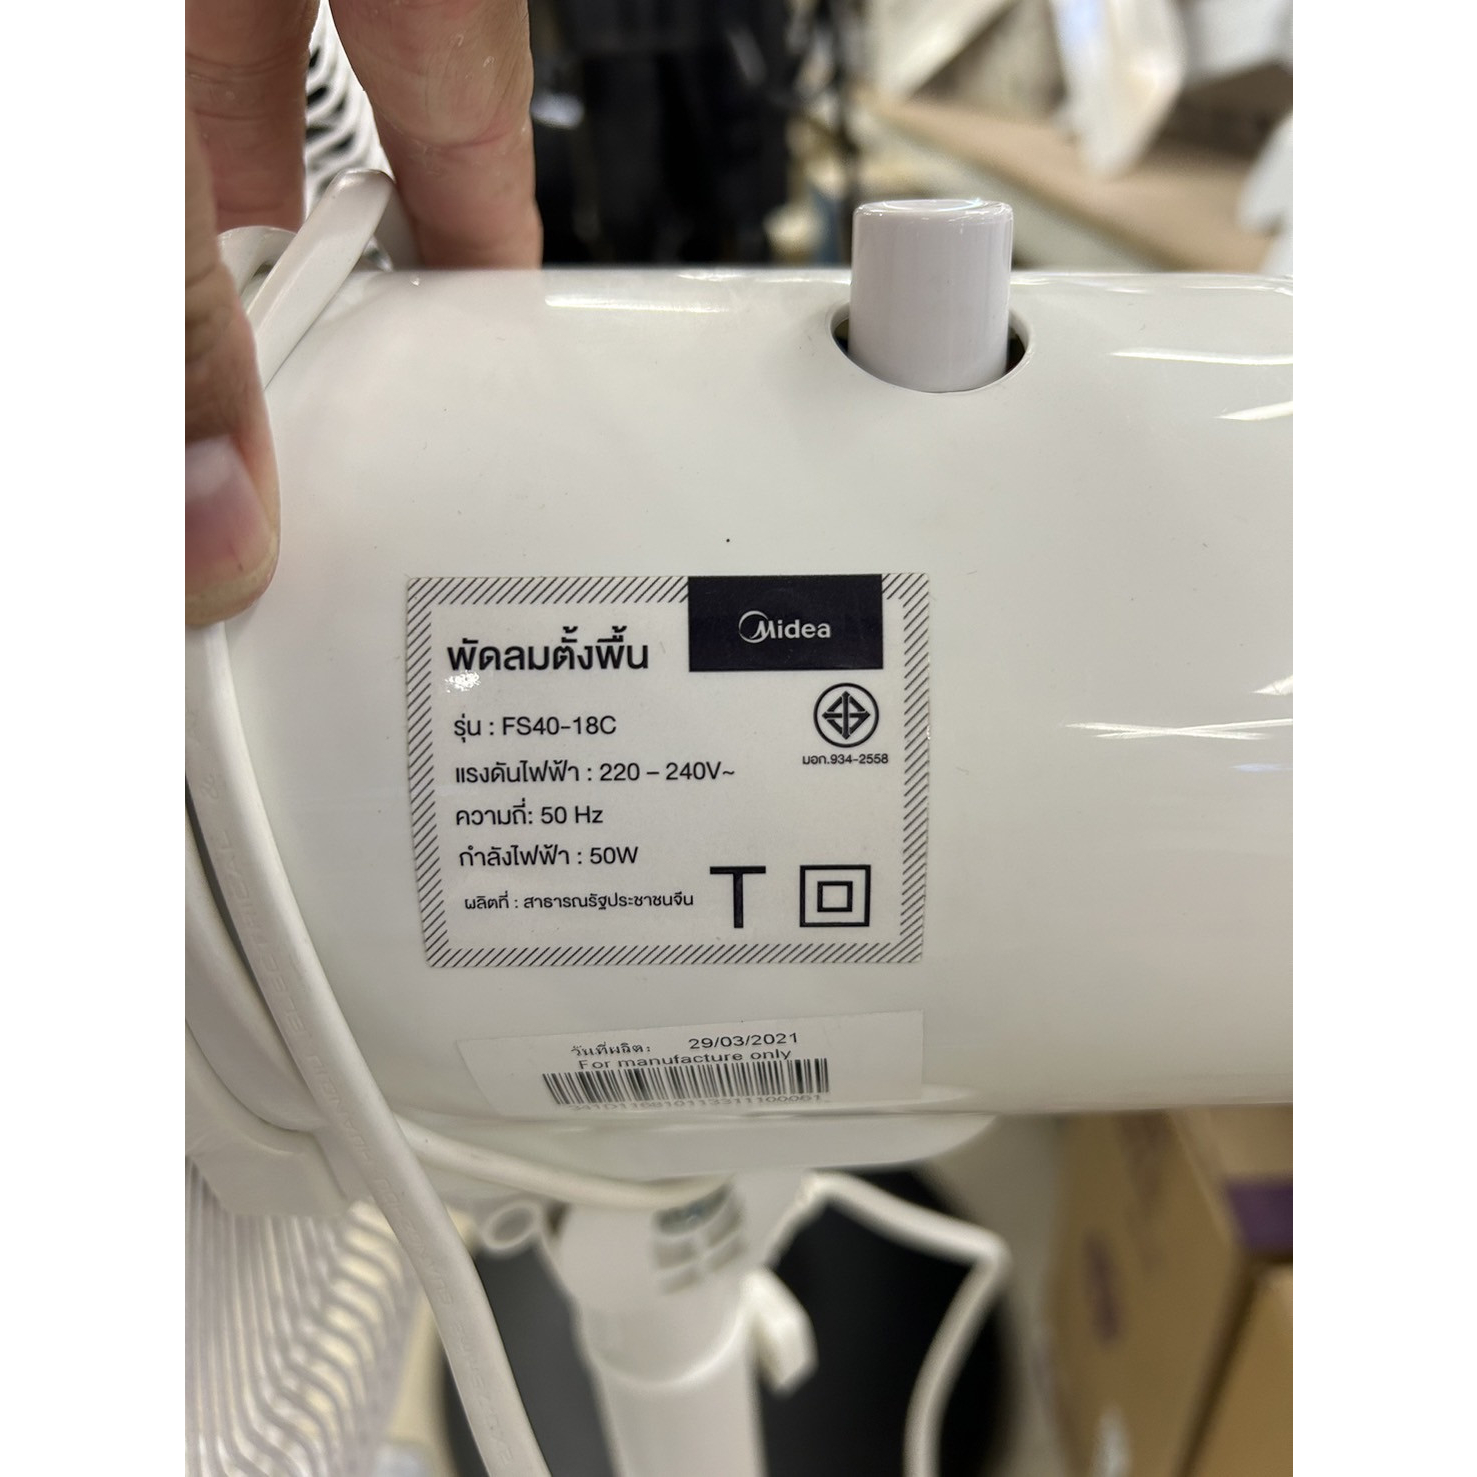 Midea
พัดลมตั้งพื้น
รุ่น : FS40-18C
มอก.934-2558
แรงดันไฟฟ้า : 220 – 240V~
ความถี่: 50 Hz
กำลังไฟฟ้า : 50W
ผลิตที่ : สาธารณรัฐประชาชนจีน
T
วันที่ผลิต: 29/03/2021
For manufacture only